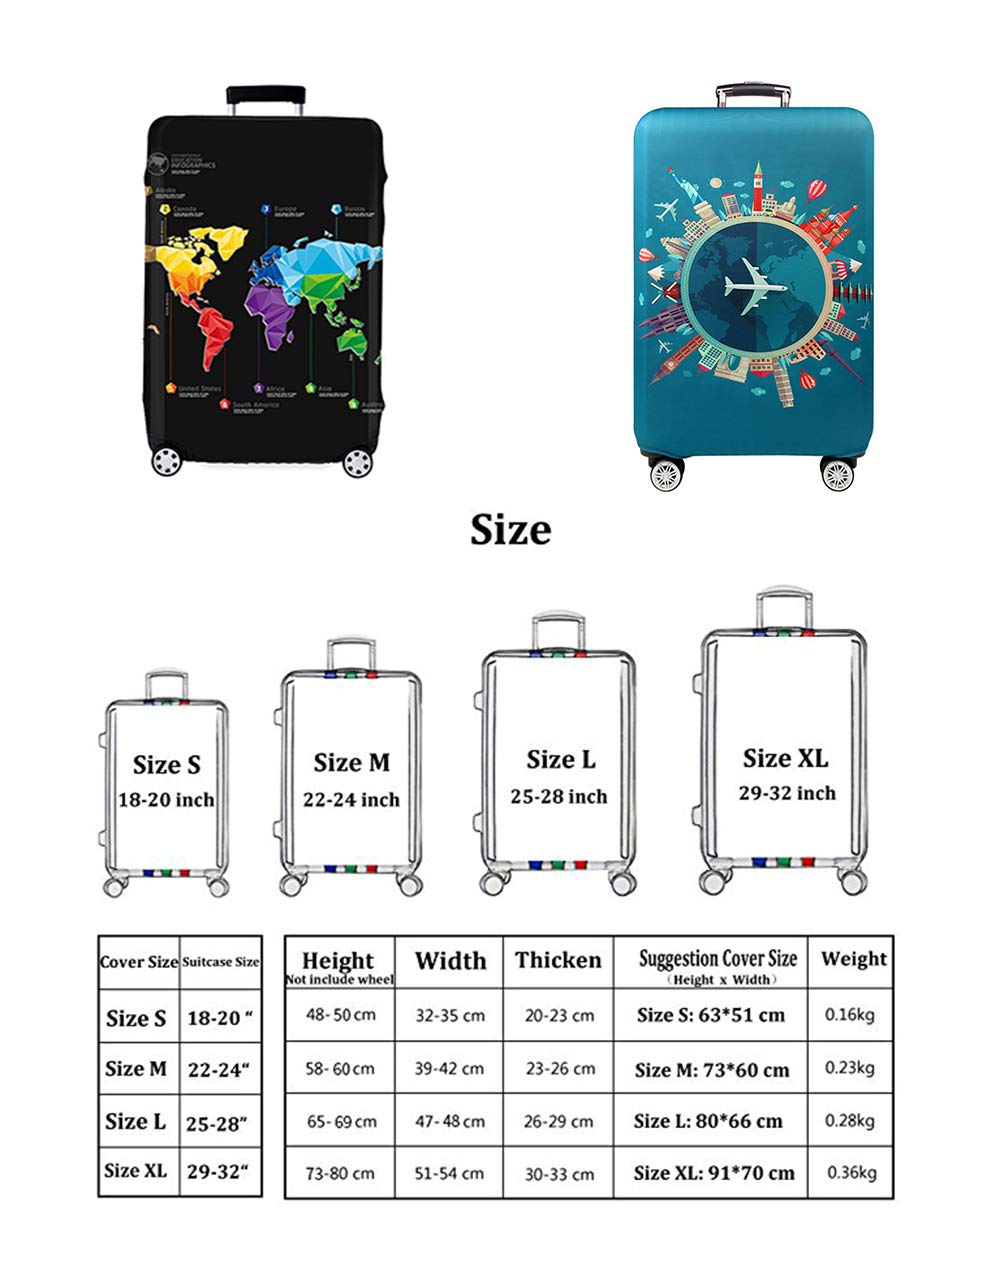 EDUCATION
INFOGRAPHICS
Alaska
2 Canada
3 Europe
Russia
United States
7 Africa
Asia
South America
Size
Size S
18-20 inch
Size M
22-24 inch
Size L
25-28 inch
Size XL
29-32 inch
Cover Size Suitcase Size
Size S 18-20 “
Size M 22-24“
Size L 25-28”
Size XL 29-32“
Height Width Thicken Suggestion Cover Size Weight
Not include wheel (Height x Width)
48-50 cm 32-35 cm 20-23 cm Size S: 63*51 cm 0.16kg
58-60 cm 39-42 cm 23-26 cm Size M: 73*60 cm 0.23kg
65-69 cm 47-48 cm 26-29 cm Size L: 80*66 cm 0.28kg
73-80 cm 51-54 cm 30-33 cm Size XL: 91*70 cm 0.36kg